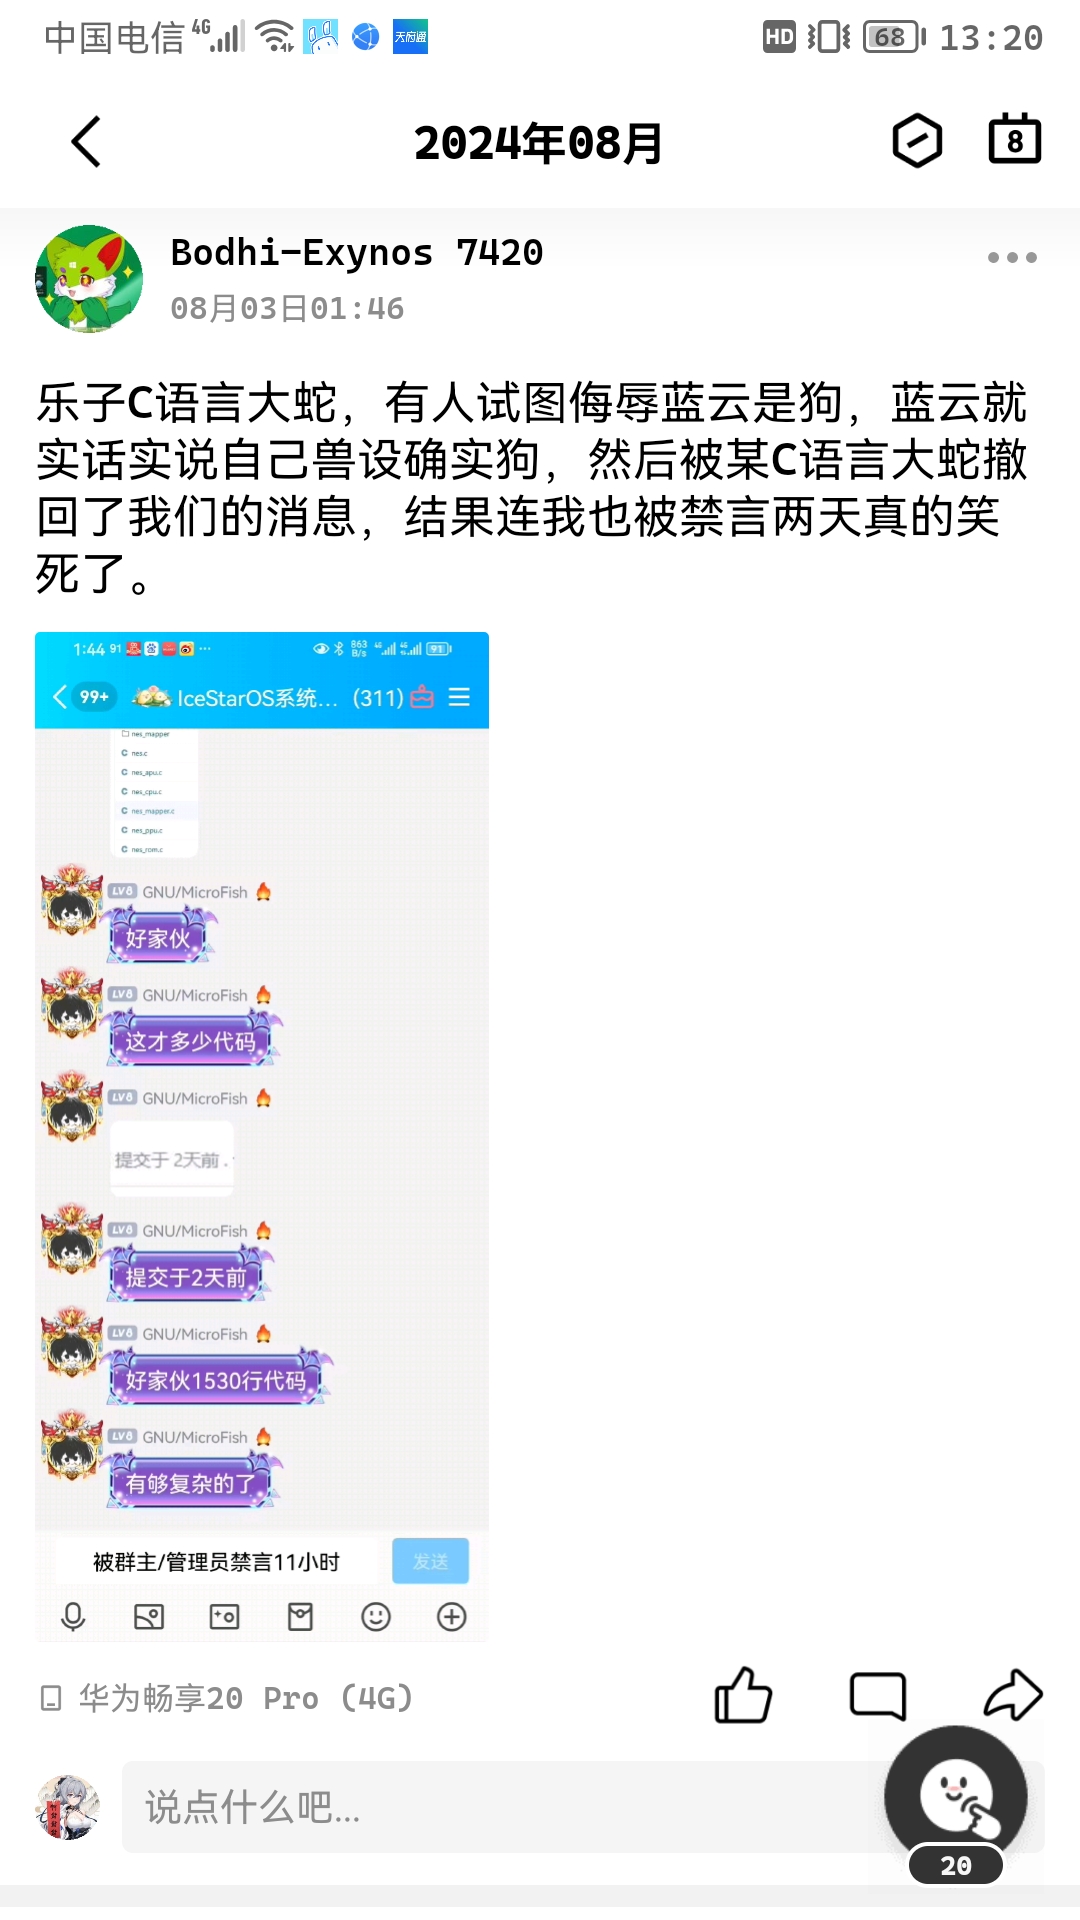 中国电信 4G
天府通
HD
68
13:20
2024年08月
8
Bodhi-Exynos 7420
08月03日01:46
乐子C语言大蛇，有人试图侮辱蓝云是狗，蓝云就
实话实说自己兽设确实狗，然后被某C语言大蛇撤
回了我们的消息，结果连我也被禁言两天真的笑
死了。
1:44 91
863 B/s
91
99+
IceStarOS系统... (311)
nes_mapper
C nes.c
C nes_apu.c
C nes_cpu.c
C nes_mapper.c
C nes_ppu.c
C nes_rom.c
LV8 GNU/MicroFish
好家伙
LV8 GNU/MicroFish
这才多少代码
LV8 GNU/MicroFish
提交于 2天前 .
LV8 GNU/MicroFish
提交于2天前
LV8 GNU/MicroFish
好家伙1530行代码
LV8 GNU/MicroFish
有够复杂的了
被群主/管理员禁言11小时
发送
华为畅享20 Pro (4G)
说点什么吧...
20